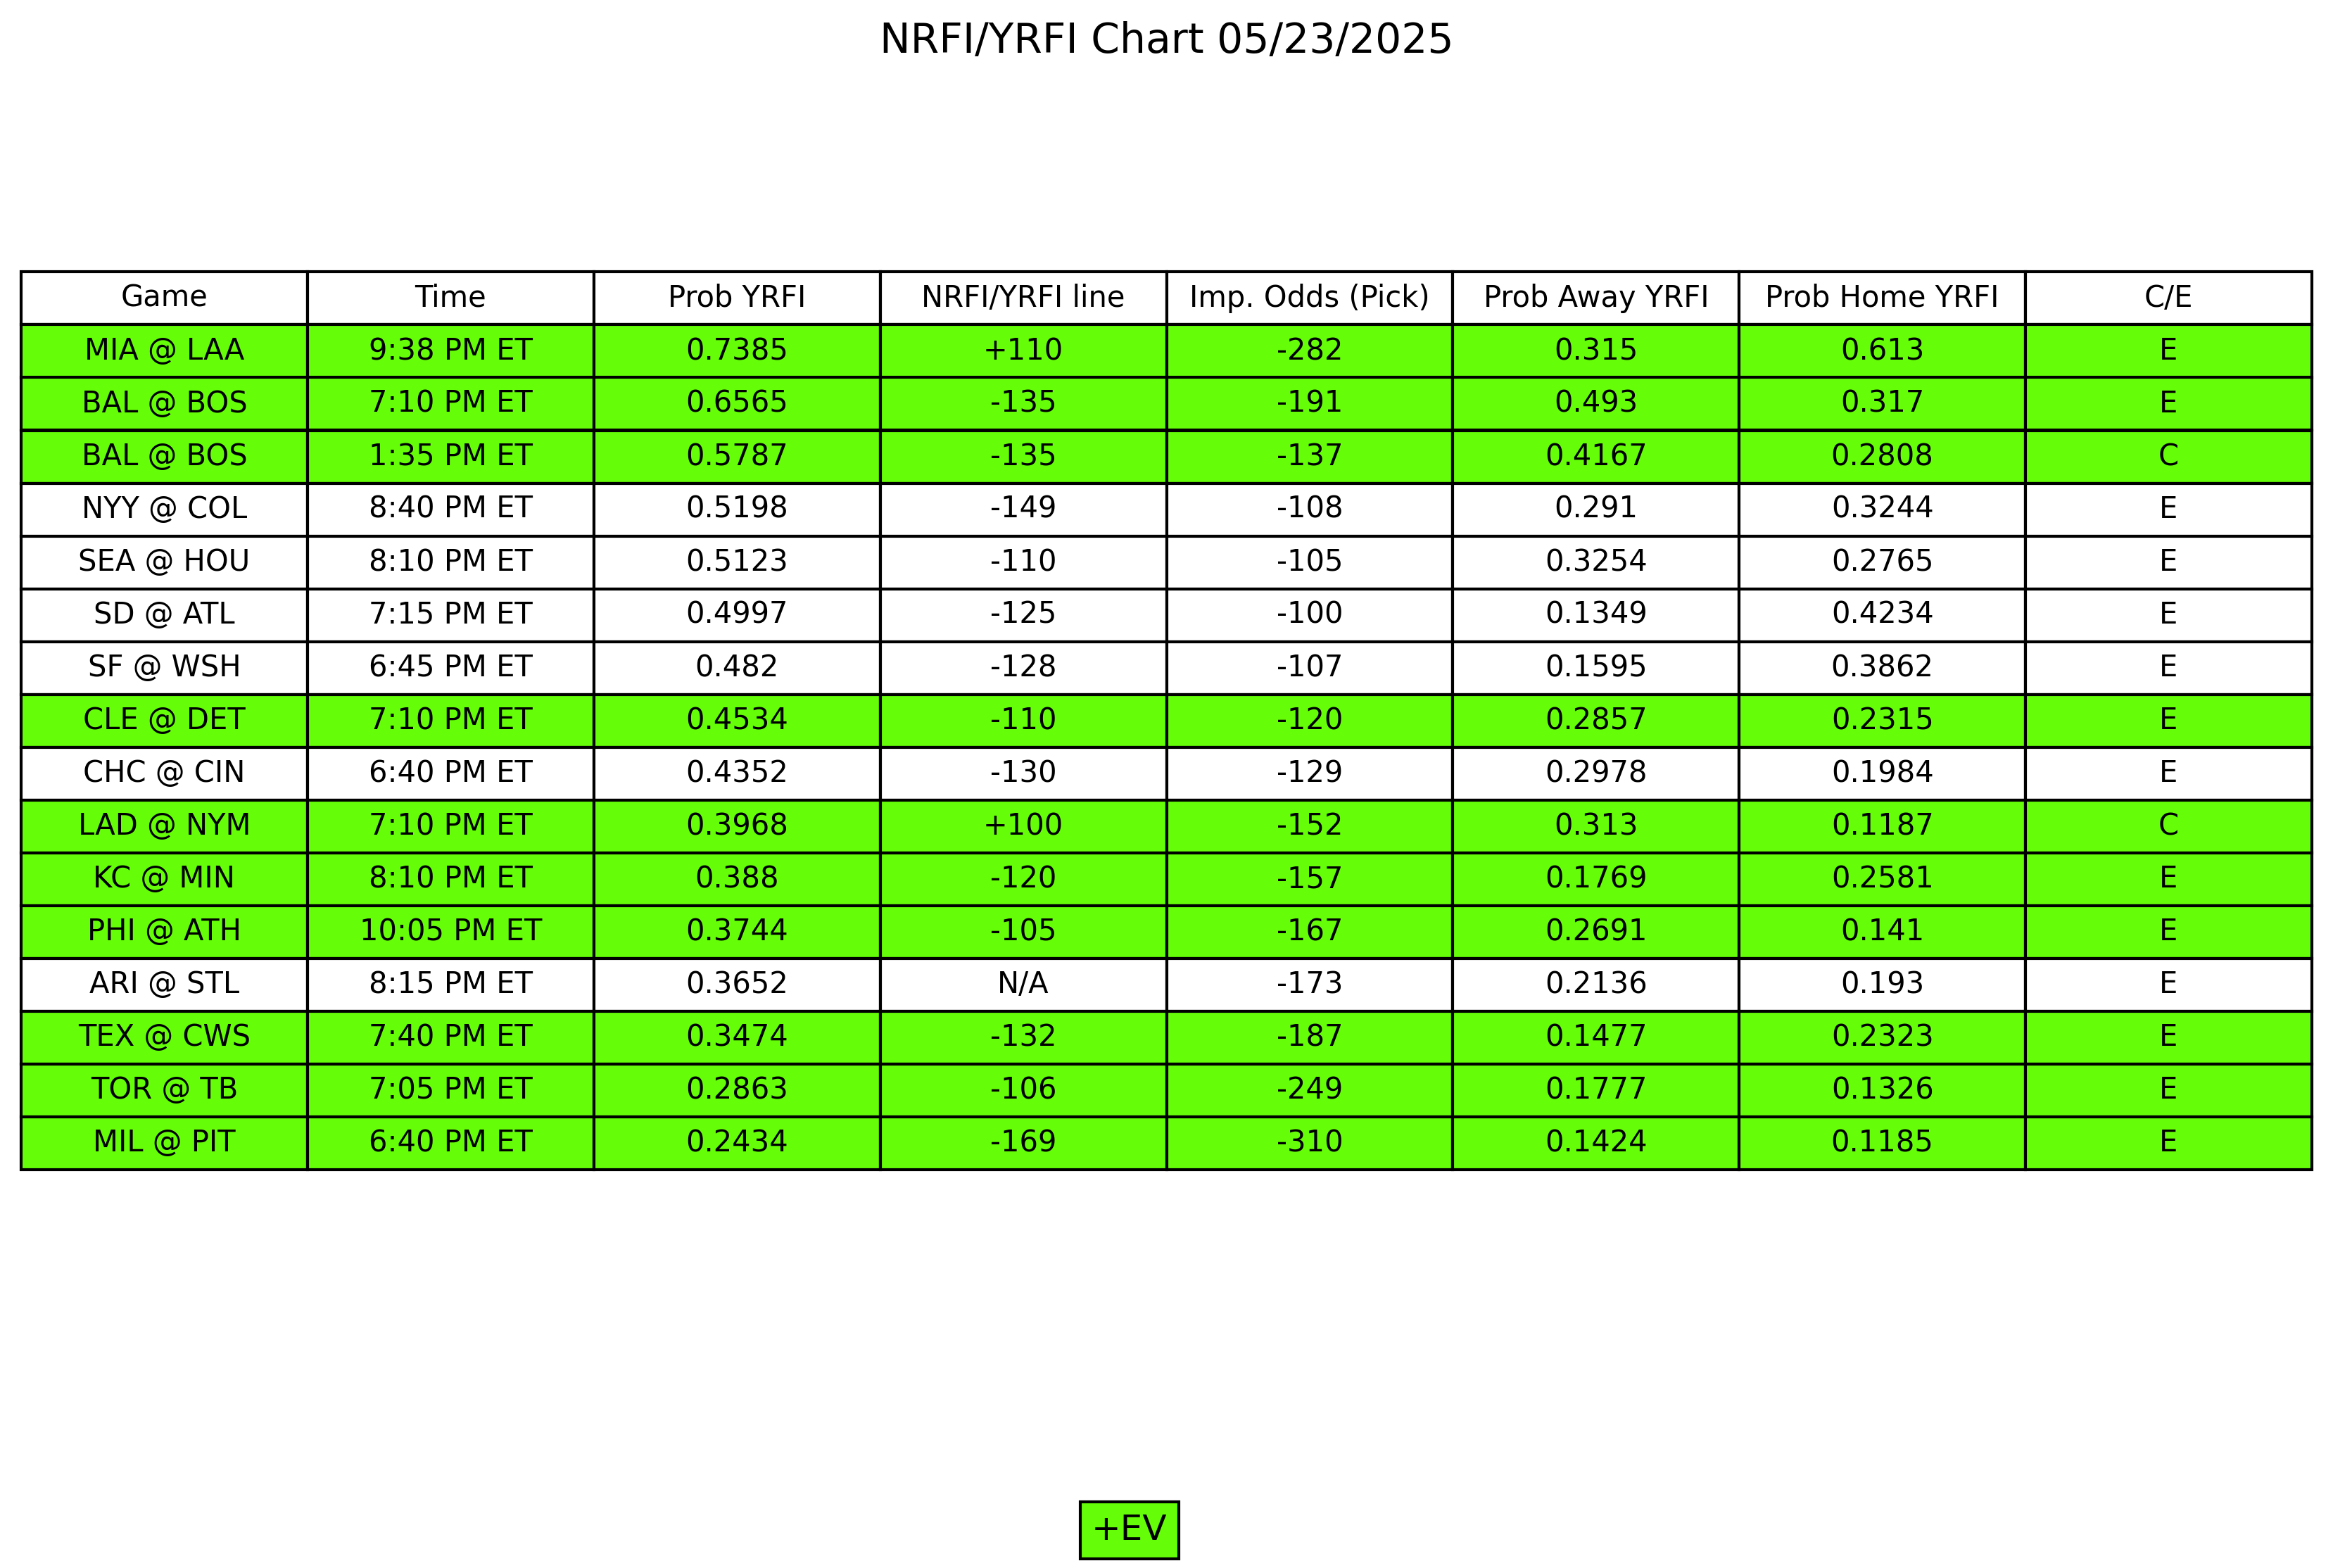 NRFI/YRFI Chart 05/23/2025
Game Time Prob YRFI NRFI/YRFI line Imp. Odds (Pick) Prob Away YRFI Prob Home YRFI C/E
MIA @ LAA 9:38 PM ET 0.7385 +110 -282 0.315 0.613 E
BAL @ BOS 7:10 PM ET 0.6565 -135 -191 0.493 0.317 E
BAL @ BOS 1:35 PM ET 0.5787 -135 -137 0.4167 0.2808 C
NYY @ COL 8:40 PM ET 0.5198 -149 -108 0.291 0.3244 E
SEA @ HOU 8:10 PM ET 0.5123 -110 -105 0.3254 0.2765 E
SD @ ATL 7:15 PM ET 0.4997 -125 -100 0.1349 0.4234 E
SF @ WSH 6:45 PM ET 0.482 -128 -107 0.1595 0.3862 E
CLE @ DET 7:10 PM ET 0.4534 -110 -120 0.2857 0.2315 E
CHC @ CIN 6:40 PM ET 0.4352 -130 -129 0.2978 0.1984 E
LAD @ NYM 7:10 PM ET 0.3968 +100 -152 0.313 0.1187 C
KC @ MIN 8:10 PM ET 0.388 -120 -157 0.1769 0.2581 E
PHI @ ATH 10:05 PM ET 0.3744 -105 -167 0.2691 0.141 E
ARI @ STL 8:15 PM ET 0.3652 N/A -173 0.2136 0.193 E
TEX @ CWS 7:40 PM ET 0.3474 -132 -187 0.1477 0.2323 E
TOR @ TB 7:05 PM ET 0.2863 -106 -249 0.1777 0.1326 E
MIL @ PIT 6:40 PM ET 0.2434 -169 -310 0.1424 0.1185 E
+EV